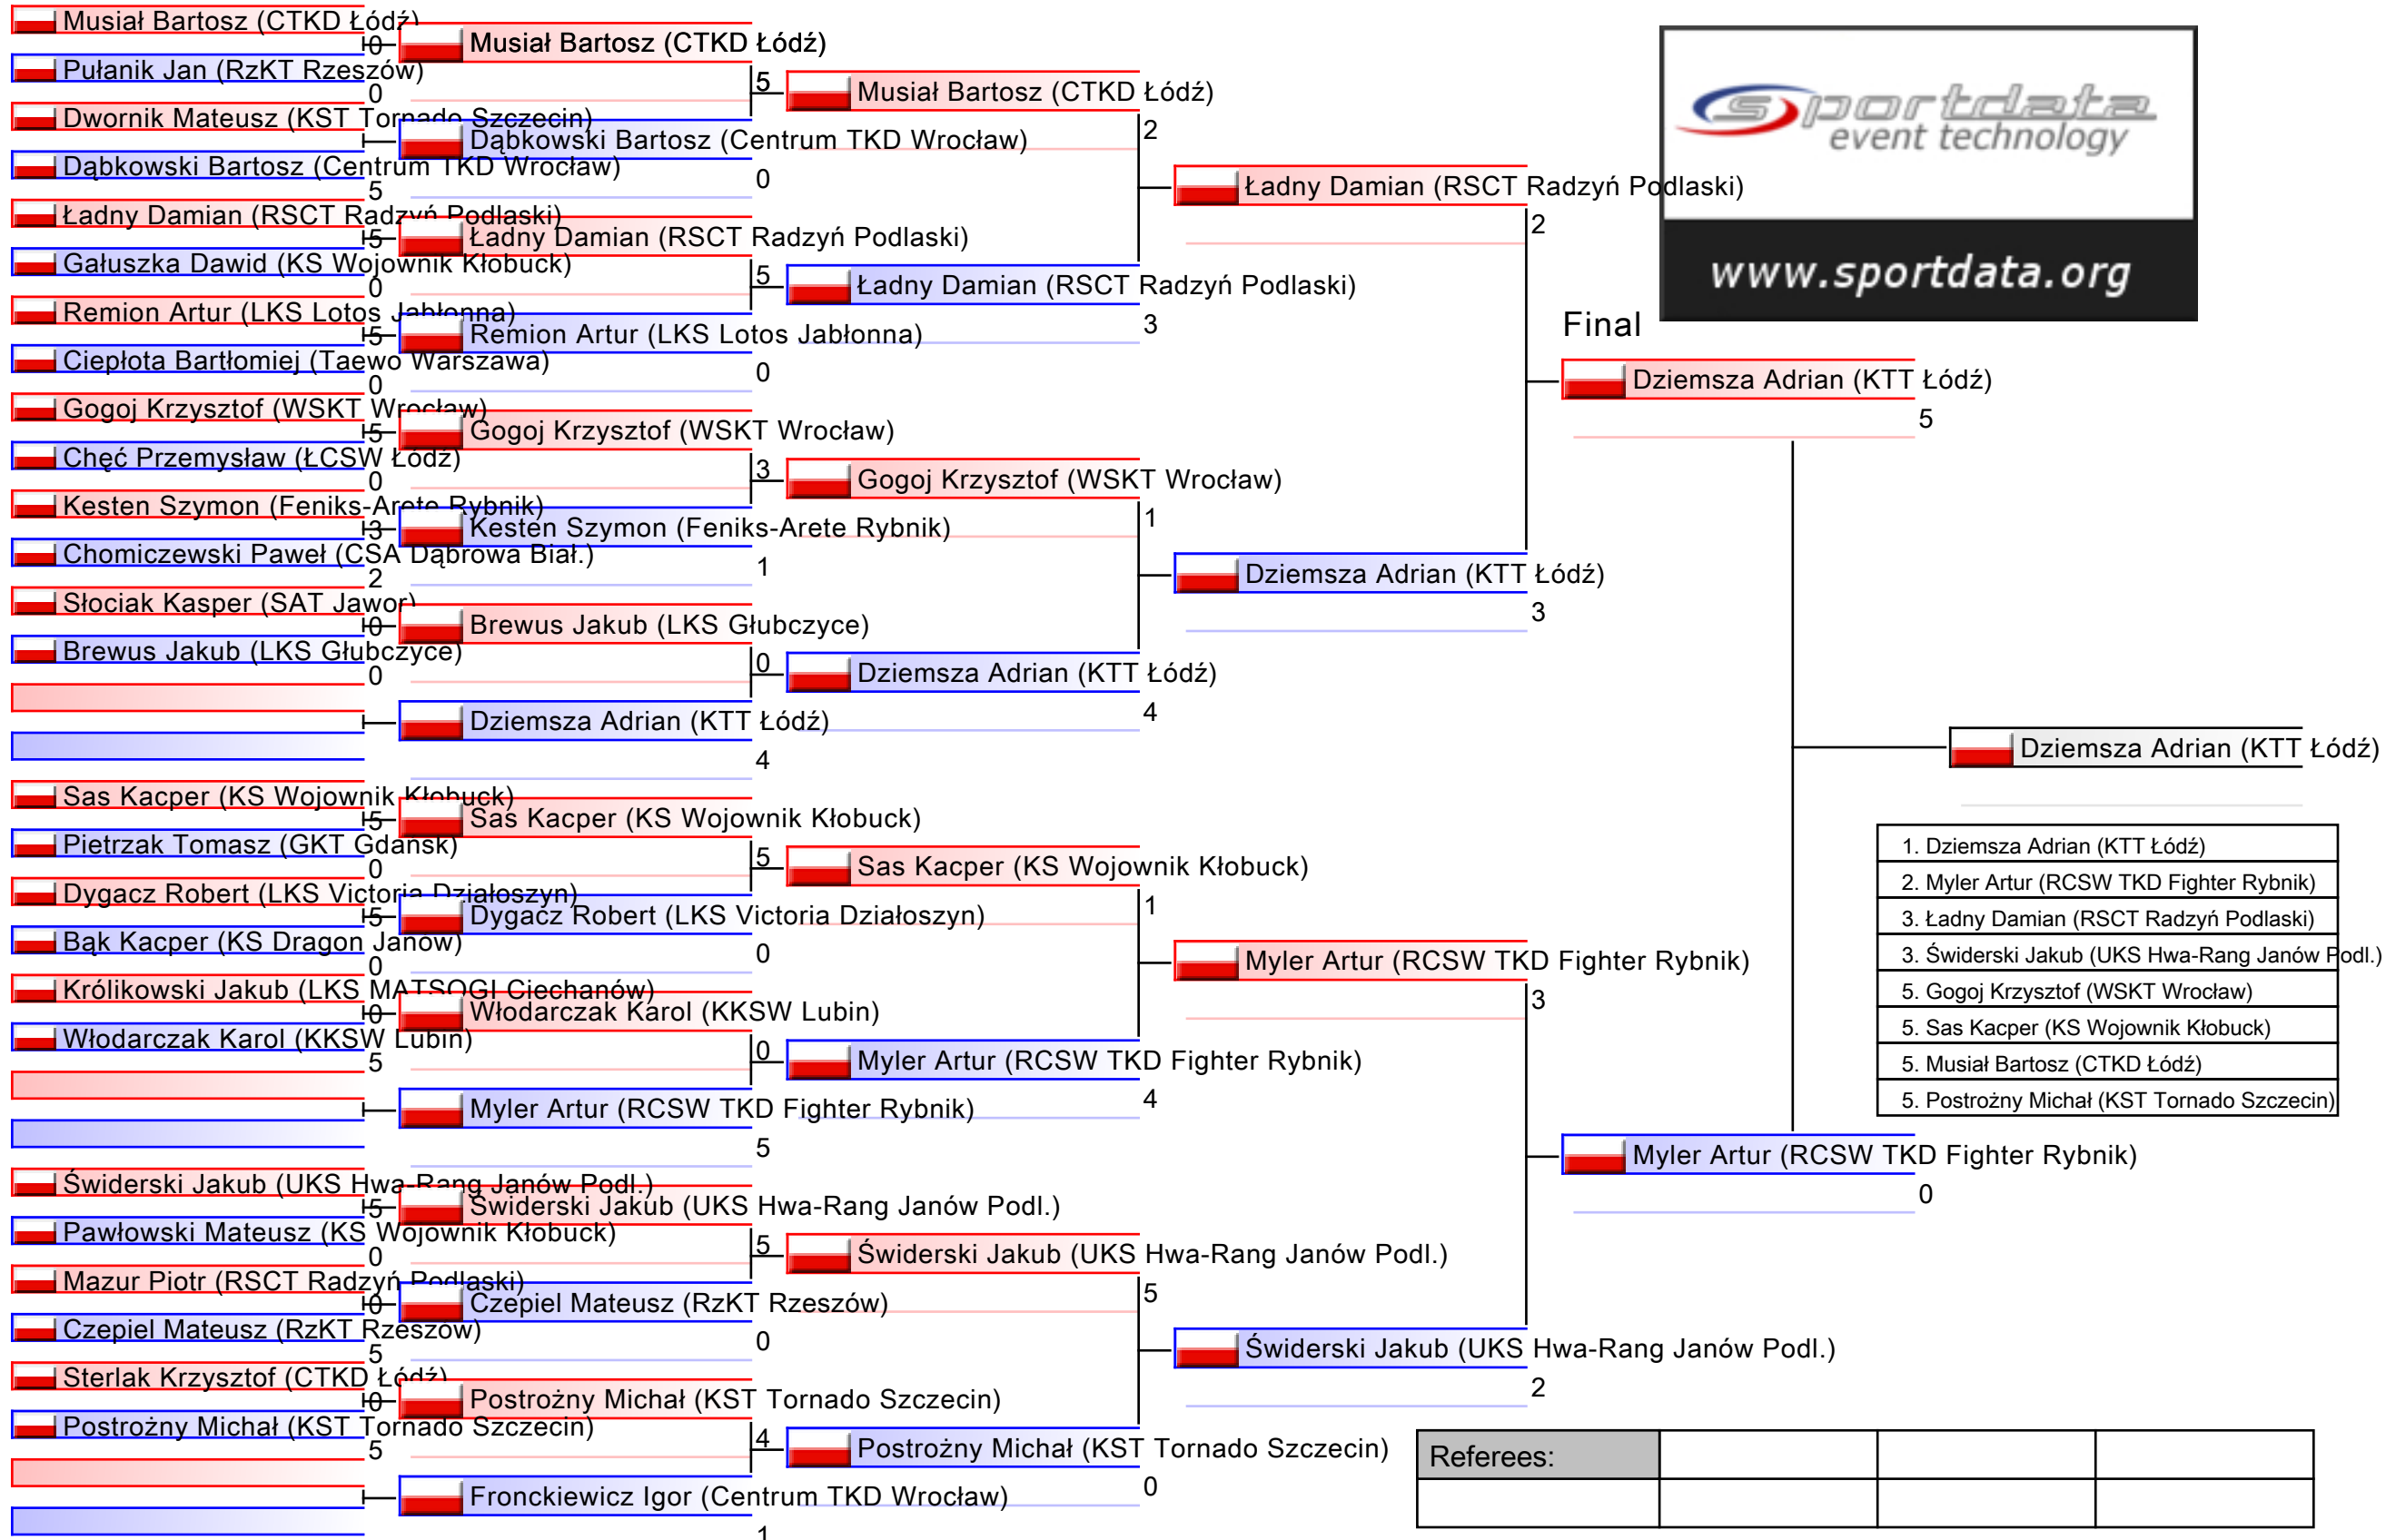 Musiał Bartosz (CTKD Łódź)
0
Pułanik Jan (RzKT Rzeszów)
0
Dwornik Mateusz (KST Tornado Szczecin)
Dąbkowski Bartosz (Centrum TKD Wrocław)
5
Ładny Damian (RSCT Radzyń Podlaski)
5
Gałuszka Dawid (KS Wojownik Kłobuck)
0
Remion Artur (LKS Lotos Jabłonna)
5
Ciepłota Bartłomiej (Taewo Warszawa)
0
Gogoj Krzysztof (WSKT Wrocław)
5
Chęć Przemysław (ŁCSW Łódź)
0
Kesten Szymon (Feniks-Arete Rybnik)
3
Chomiczewski Paweł (CSA Dąbrowa Biał.)
2
Słociak Kasper (SAT Jawor)
0
Brewus Jakub (LKS Głubczyce)
0
Sas Kacper (KS Wojownik Kłobuck)
5
Pietrzak Tomasz (GKT Gdańsk)
0
Dygacz Robert (LKS Victoria Działoszyn)
5
Bąk Kacper (KS Dragon Janów)
0
Królikowski Jakub (LKS MATSOGI Ciechanów)
0
Włodarczak Karol (KKSW Lubin)
5
Świderski Jakub (UKS Hwa-Rang Janów Podl.)
5
Pawłowski Mateusz (KS Wojownik Kłobuck)
0
Mazur Piotr (RSCT Radzyń Podlaski)
0
Czepiel Mateusz (RzKT Rzeszów)
5
Sterlak Krzysztof (CTKD Łódź)
0
Postrożny Michał (KST Tornado Szczecin)
5
Musiał Bartosz (CTKD Łódź)
5
Dąbkowski Bartosz (Centrum TKD Wrocław)
0
Ładny Damian (RSCT Radzyń Podlaski)
5
Remion Artur (LKS Lotos Jabłonna)
0
Gogoj Krzysztof (WSKT Wrocław)
3
Kesten Szymon (Feniks-Arete Rybnik)
1
Brewus Jakub (LKS Głubczyce)
0
Dziemsza Adrian (KTT Łódź)
4
Sas Kacper (KS Wojownik Kłobuck)
5
Dygacz Robert (LKS Victoria Działoszyn)
0
Włodarczak Karol (KKSW Lubin)
0
Myler Artur (RCSW TKD Fighter Rybnik)
5
Świderski Jakub (UKS Hwa-Rang Janów Podl.)
5
Czepiel Mateusz (RzKT Rzeszów)
0
Postrożny Michał (KST Tornado Szczecin)
4
Fronckiewicz Igor (Centrum TKD Wrocław)
1
Musiał Bartosz (CTKD Łódź)
2
Ładny Damian (RSCT Radzyń Podlaski)
3
Gogoj Krzysztof (WSKT Wrocław)
1
Dziemsza Adrian (KTT Łódź)
4
Sas Kacper (KS Wojownik Kłobuck)
1
Myler Artur (RCSW TKD Fighter Rybnik)
4
Świderski Jakub (UKS Hwa-Rang Janów Podl.)
5
Postrożny Michał (KST Tornado Szczecin)
0
Ładny Damian (RSCT Radzyń Podlaski)
2
Dziemsza Adrian (KTT Łódź)
3
Myler Artur (RCSW TKD Fighter Rybnik)
3
Świderski Jakub (UKS Hwa-Rang Janów Podl.)
2
Final
Dziemsza Adrian (KTT Łódź)
5
Myler Artur (RCSW TKD Fighter Rybnik)
0
sportdata
event technology
www.sportdata.org
Dziemsza Adrian (KTT Łódź)
1. Dziemsza Adrian (KTT Łódź)
2. Myler Artur (RCSW TKD Fighter Rybnik)
3. Ładny Damian (RSCT Radzyń Podlaski)
3. Świderski Jakub (UKS Hwa-Rang Janów Podl.)
5. Gogoj Krzysztof (WSKT Wrocław)
5. Sas Kacper (KS Wojownik Kłobuck)
5. Musiał Bartosz (CTKD Łódź)
5. Postrożny Michał (KST Tornado Szczecin)
Referees: